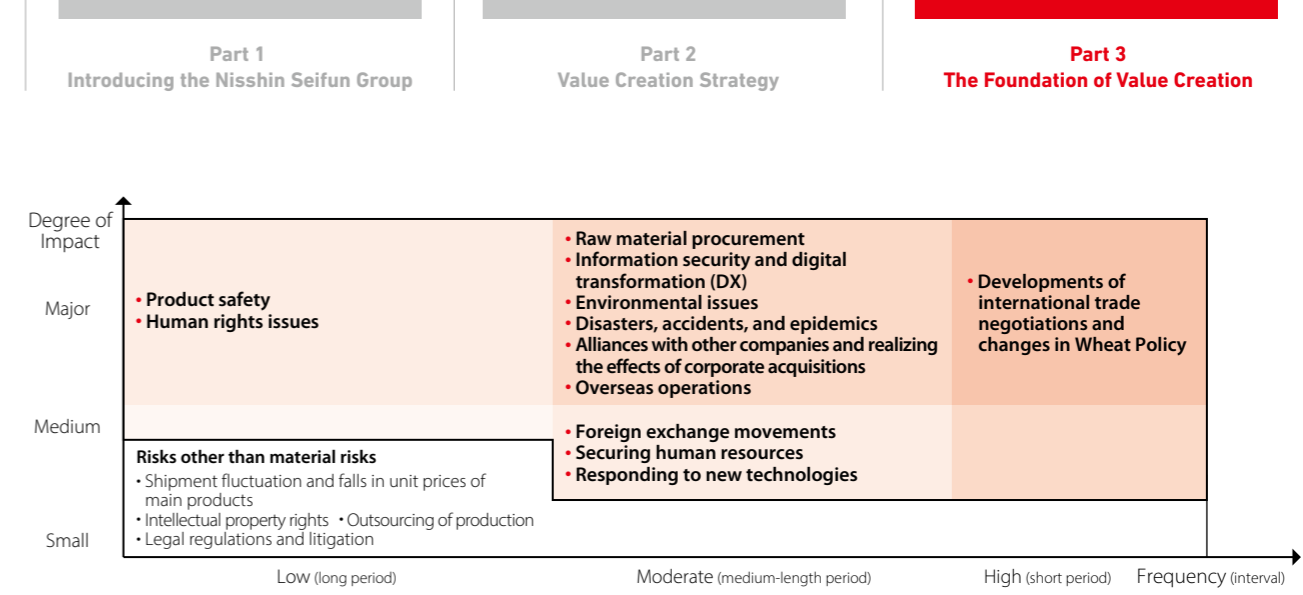 Part 1
Introducing the Nisshin Seifun Group
Part 2
Value Creation Strategy
Part 3
The Foundation of Value Creation
Degree of
Impact
Major
Medium
Small
• Product safety
• Human rights issues
• Raw material procurement
• Information security and digital
transformation (DX)
• Environmental issues
• Disasters, accidents, and epidemics
• Alliances with other companies and realizing
the effects of corporate acquisitions
• Overseas operations
• Developments of
international trade
negotiations and
changes in Wheat Policy
• Foreign exchange movements
• Securing human resources
• Responding to new technologies
Risks other than material risks
• Shipment fluctuation and falls in unit prices of
main products
• Intellectual property rights • Outsourcing of production
• Legal regulations and litigation
Low (long period)
Moderate (medium-length period)
High (short period)
Frequency (interval)